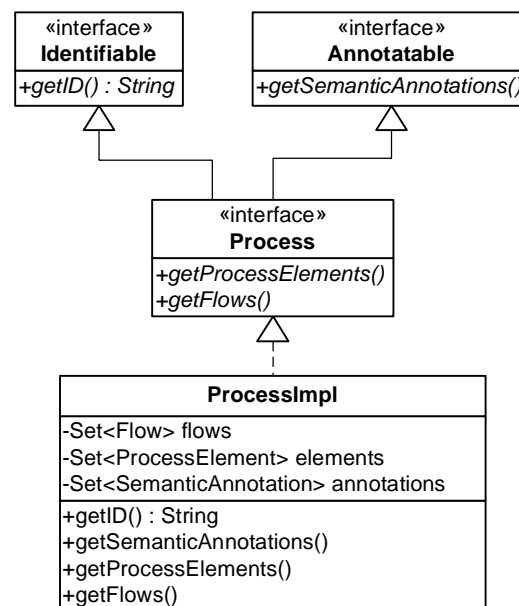 «interface»
Identifiable
+getID() : String
«interface»
Annotatable
+getSemanticAnnotations()
«interface»
Process
+getProcessElements()
+getFlows()
ProcessImpl
-Set<Flow> flows
-Set<ProcessElement> elements
-Set<SemanticAnnotation> annotations
+getID() : String
+getSemanticAnnotations()
+getProcessElements()
+getFlows()